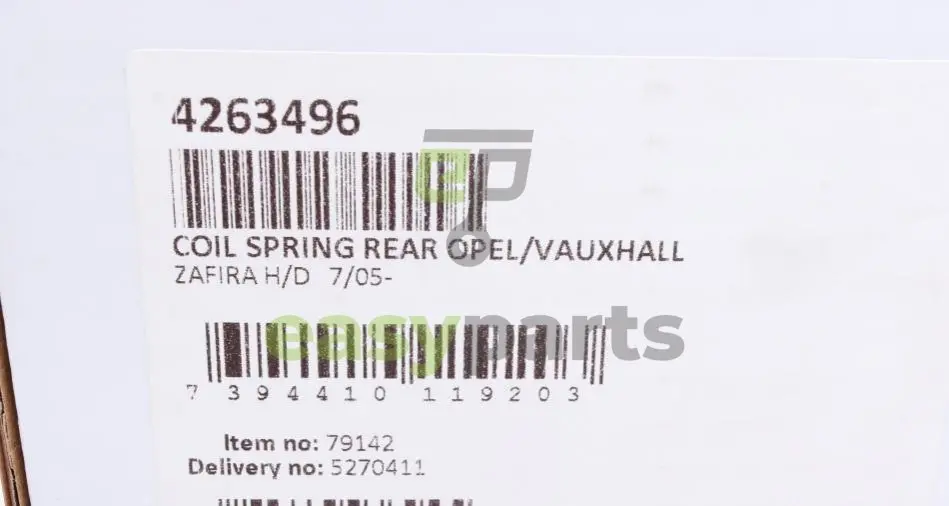 4263496
ep
COIL SPRING REAR OPEL/VAUXHALL
ZAFIRA H/D 7/05-
easyparts
7 394410 119203
Item no: 79142
Delivery no: 5270411